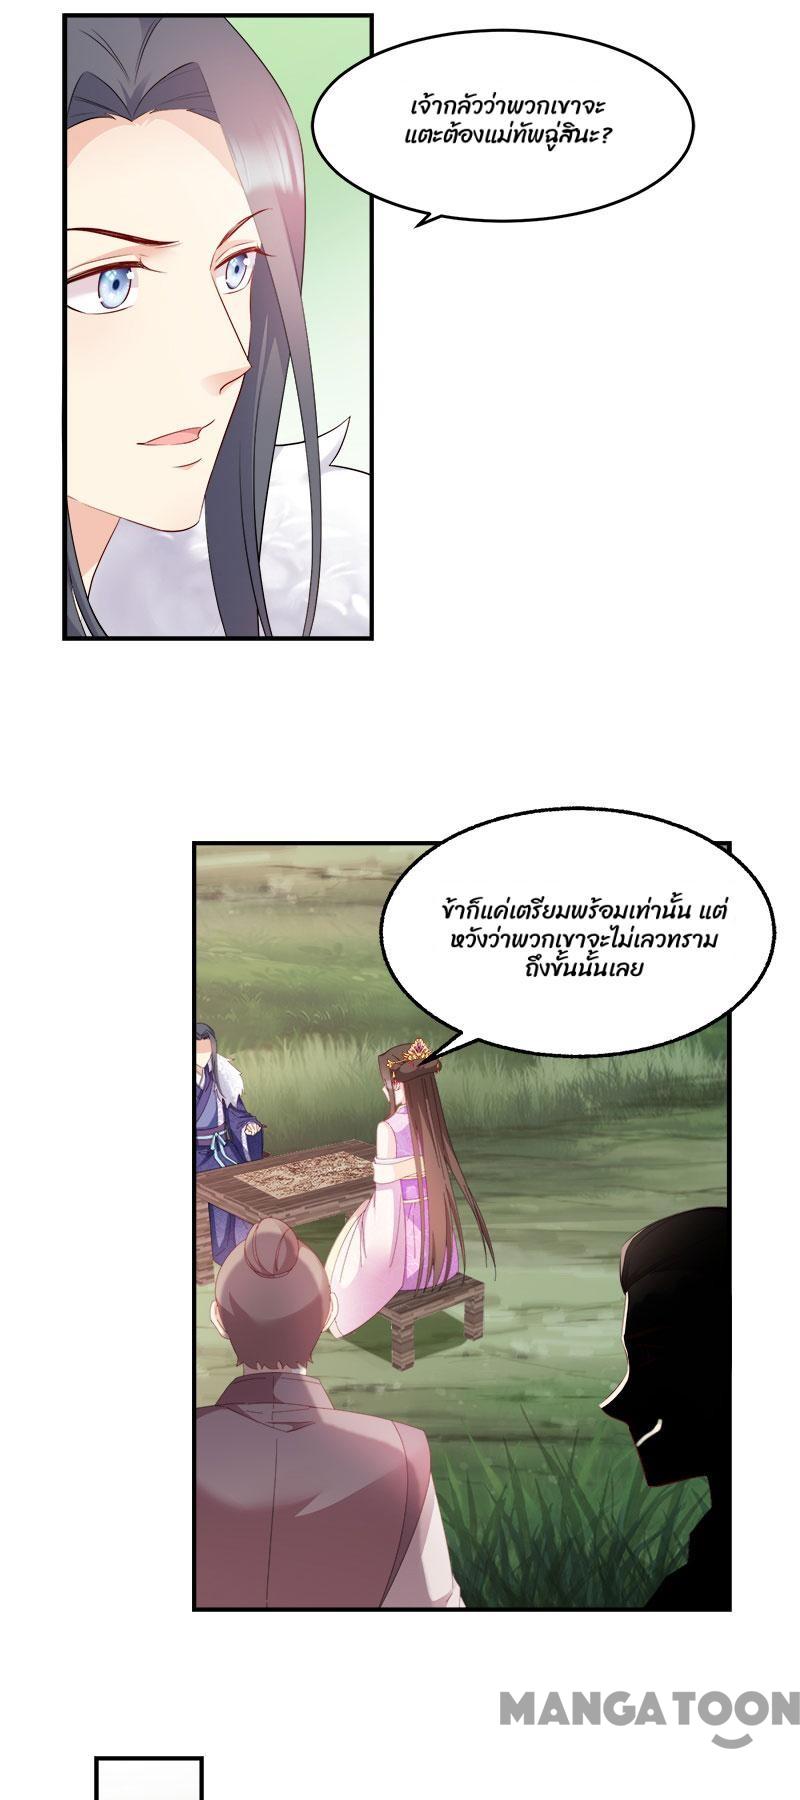 เจ้ากลัวว่าพวกเขาจะ
แตะต้องแม่ทัพฉู่สินะ?
ข้าก็แค่เตรียมพร้อมเท่านั้น แต่
หวังว่าพวกเขาจะไม่เลวทราม
ถึงขั้นนั้นเลย
MANGATOON